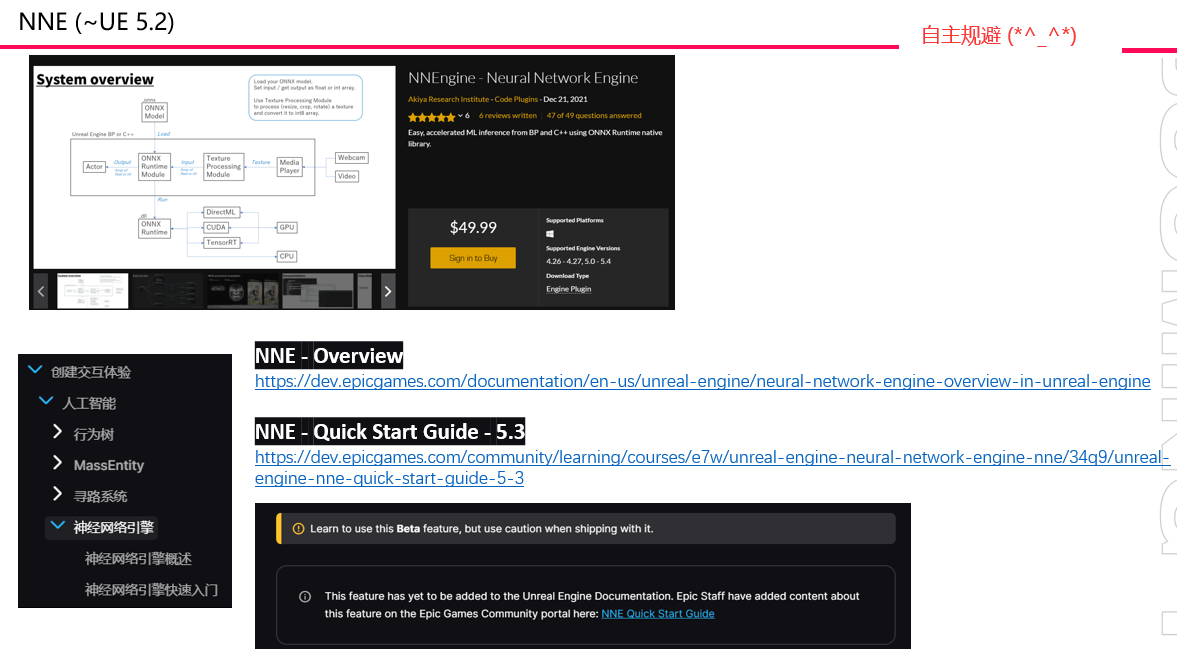 NNE (~UE 5.2)
自主规避 (*^_^*)
System overview
Load your ONNX model.
Set input / get output as float or int array.
Use Texture Processing Module
to process (resize, crop, rotate) a texture
and convert it to int8 array.
.onnx
ONNX
Model
Unreal Engine BP or C++
Load
Actor
Output
Array of
float or int
ONNX
Runtime
Module
Input
Array of
float or int
Texture
Processing
Module
Texture
Media
Player
Webcam
Video
Run
.dll
ONNX
Runtime
DirectML
CUDA
TensorRT
GPU
CPU
NNEngine - Neural Network Engine
Akiya Research Institute - Code Plugins - Dec 21, 2021
6 6 reviews written 47 of 49 questions answered
Easy, accelerated ML inference from BP and C++ using ONNX Runtime native
library.
$49.99
Sign in to Buy
Supported Platforms
Supported Engine Versions
4.26 - 4.27, 5.0 - 5.4
Download Type
Engine Plugin
创建交互体验
人工智能
行为树
MassEntity
寻路系统
神经网络引擎
神经网络引擎概述
神经网络引擎快速入门
NNE - Overview
https://dev.epicgames.com/documentation/en-us/unreal-engine/neural-network-engine-overview-in-unreal-engine
NNE - Quick Start Guide - 5.3
https://dev.epicgames.com/community/learning/courses/e7w/unreal-engine-neural-network-engine-nne/34q9/unreal-
engine-nne-quick-start-guide-5-3
Learn to use this Beta feature, but use caution when shipping with it.
This feature has yet to be added to the Unreal Engine Documentation. Epic Staff have added content about
this feature on the Epic Games Community portal here: NNE Quick Start Guide